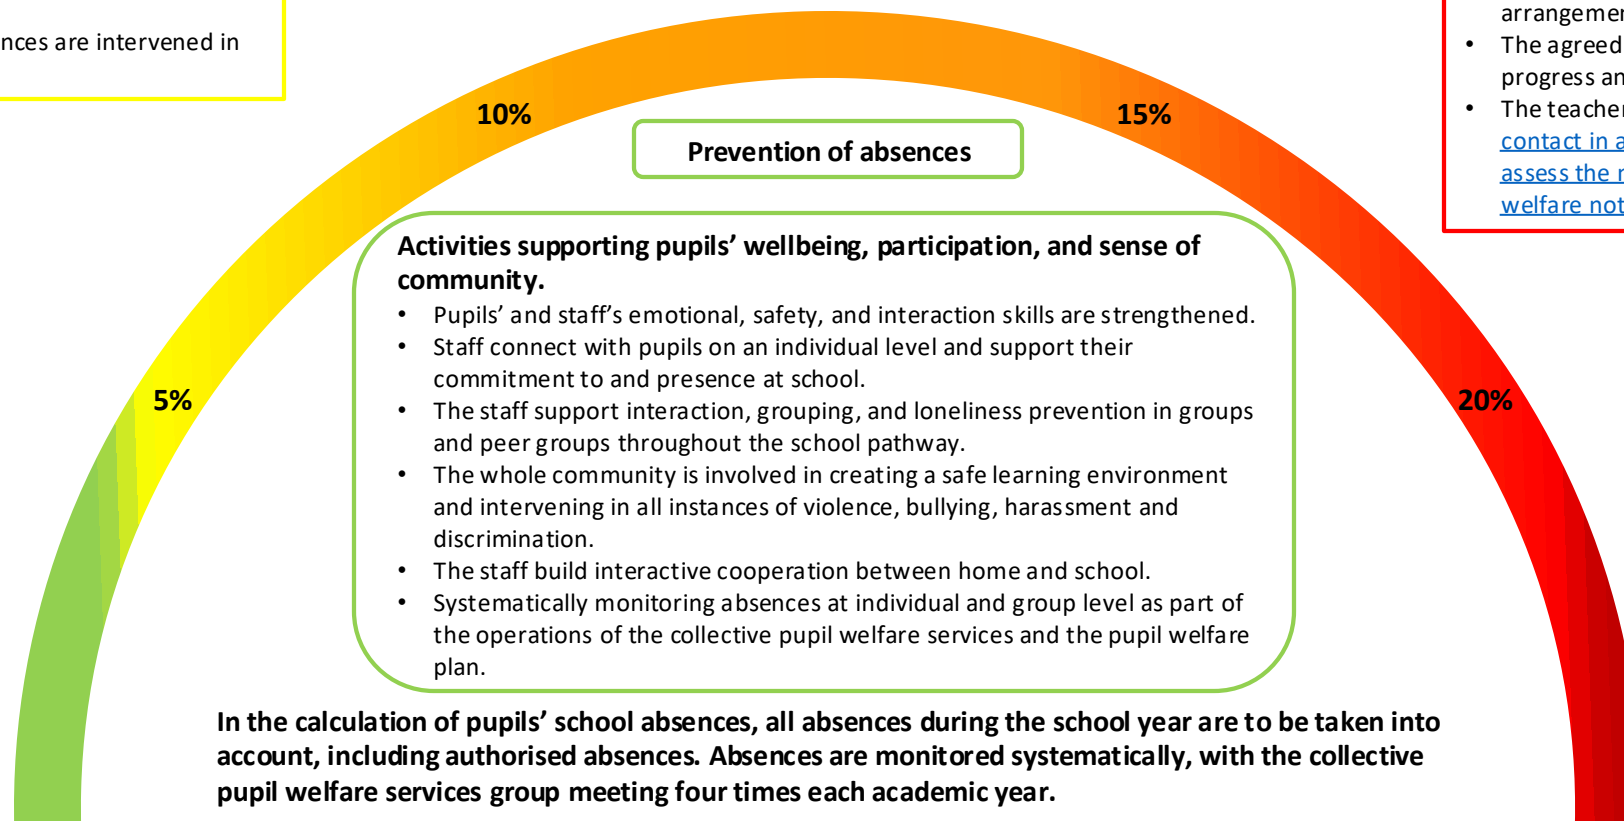 are intervened in
10%
15%
Prevention of absences
The agreed
progress
The
contact in
assess the
welfare
Activities supporting pupils’ wellbeing, participation, and sense of
community.
• Pupils’ and staff’s emotional, safety, and interaction skills are strengthened.
• Staff connect with pupils on an individual level and support their
commitment to and presence at school.
• The staff support interaction, grouping, and loneliness prevention in groups
and peer groups throughout the school pathway.
• The whole community is involved in creating a safe learning environment
and intervening in all instances of violence, bullying, harassment and
discrimination.
• The staff build interactive cooperation between home and school.
• Systematically monitoring absences at individual and group level as part of
the operations of the collective pupil welfare services and the pupil welfare
plan.
5%
20%
In the calculation of pupils’ school absences, all absences during the school year are to be taken into
account, including authorised absences. Absences are monitored systematically, with the collective
pupil welfare services group meeting four times each academic year.